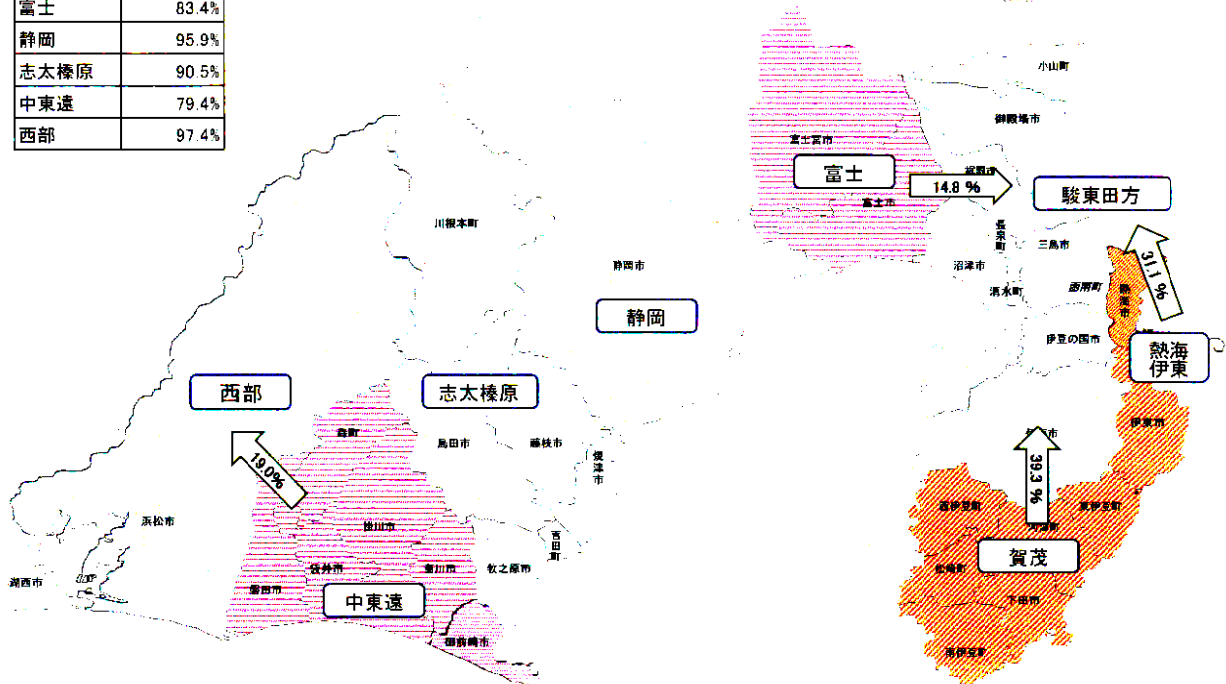 富士 83.4%
静岡 95.9%
志太榛原 90.5%
中東遠 79.4%
西部 97.4%
小山町
御殿場市
富士宮市
富士
14.8 %
裾野市
駿東田方
富士市
川根本町
長泉町
三島市
静岡市
沼津市
31.1 %
清水町
函南町
熱海市
静岡
伊豆の国市
熱海
伊東
西部
志太榛原
伊東市
森町
島田市
藤枝市
焼津市
19.0%
39.3 %
西伊豆町
東伊豆町
浜松市
掛川市
吉田町
河津町
賀茂
湖西市
袋井市
菊川市
牧之原市
松崎町
磐田市
中東遠
下田市
御前崎市
南伊豆町